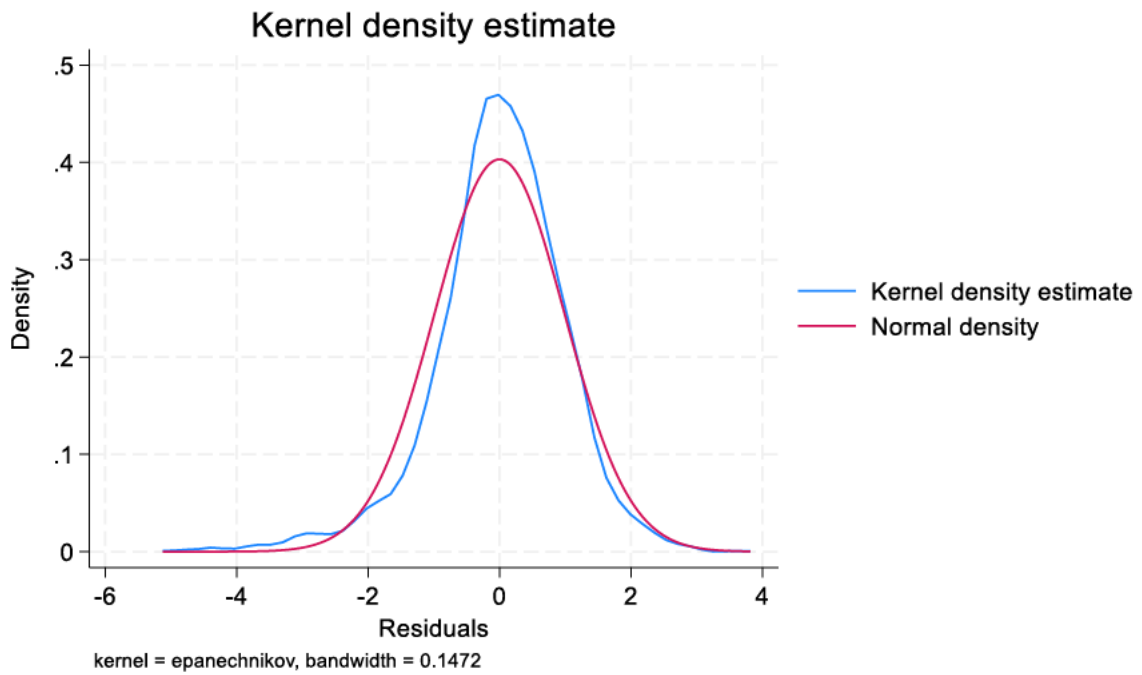 Kernel density estimate
.5
.4
.3
.2
.1
0
Density
-6 -4 -2 0 2 4
Residuals
kernel = epanechnikov, bandwidth = 0.1472
Kernel density estimate
Normal density